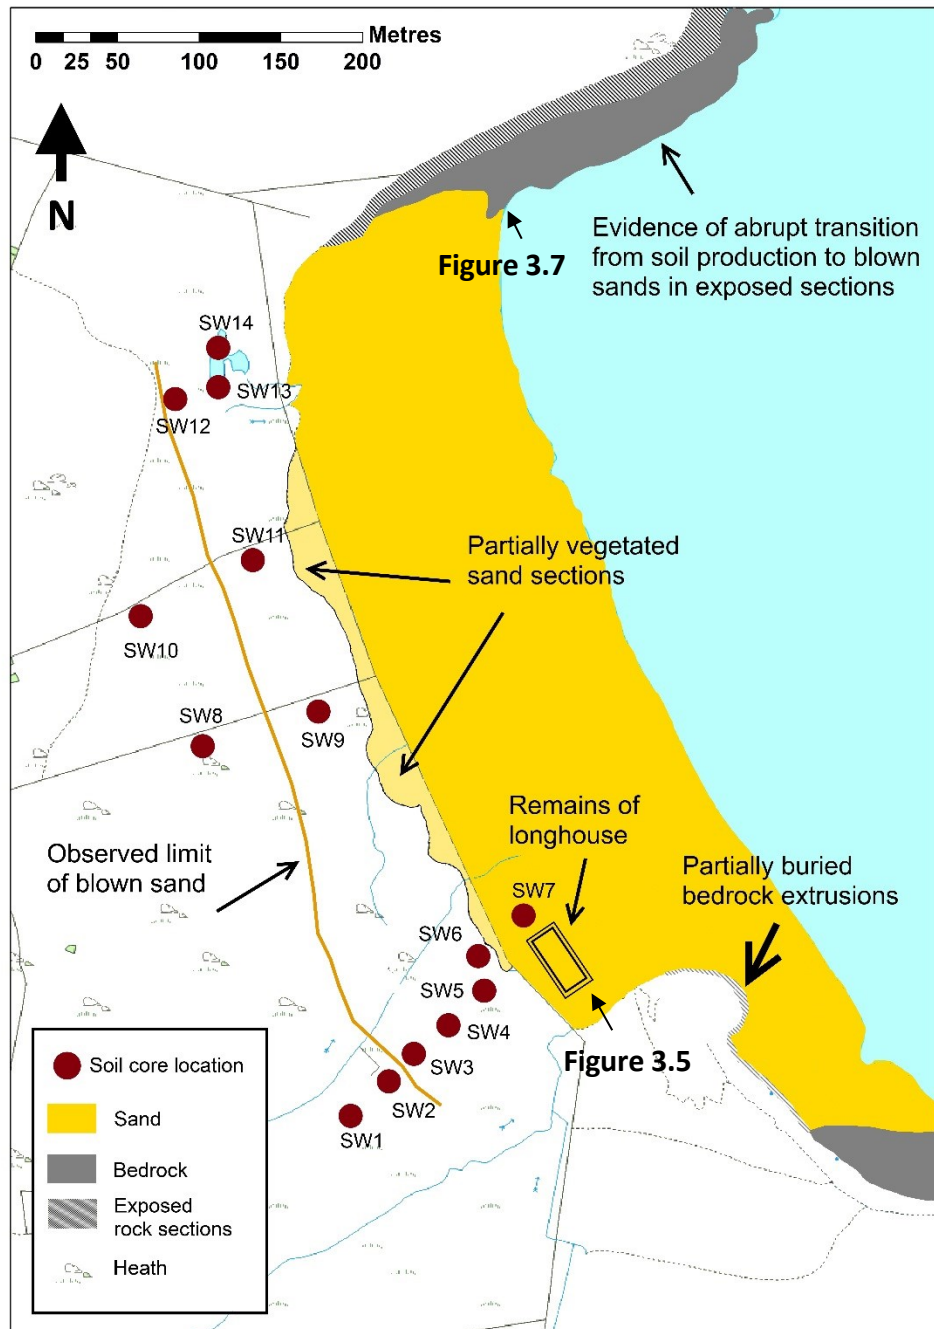 Metres
0 25 50 100 150 200
N
Evidence of abrupt transition
from soil production to blown
sands in exposed sections
Figure 3.7
SW14
SW13
SW12
SW11
Partially vegetated
sand sections
SW10
SW8
SW9
Remains of
longhouse
Observed limit
of blown sand
Partially buried
bedrock extrusions
SW7
SW6
SW5
SW4
SW3
Figure 3.5
SW2
SW1
Soil core location
Sand
Bedrock
Exposed
rock sections
Heath